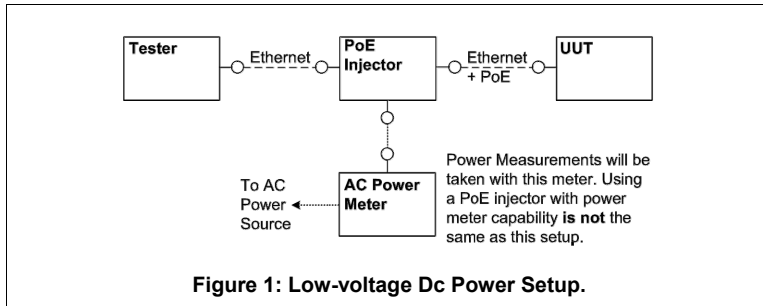 Tester
Ethernet
PoE
Injector
Ethernet
+ PoE
UUT
To AC
Power
Source
AC Power
Meter
Power Measurements will be
taken with this meter. Using
a PoE injector with power
meter capability is not the
same as this setup.
Figure 1: Low-voltage Dc Power Setup.